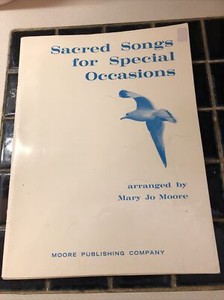 Sacred Songs
for Special
Occasions
arranged by
Mary Jo Moore
MOORE PUBLISHING COMPANY